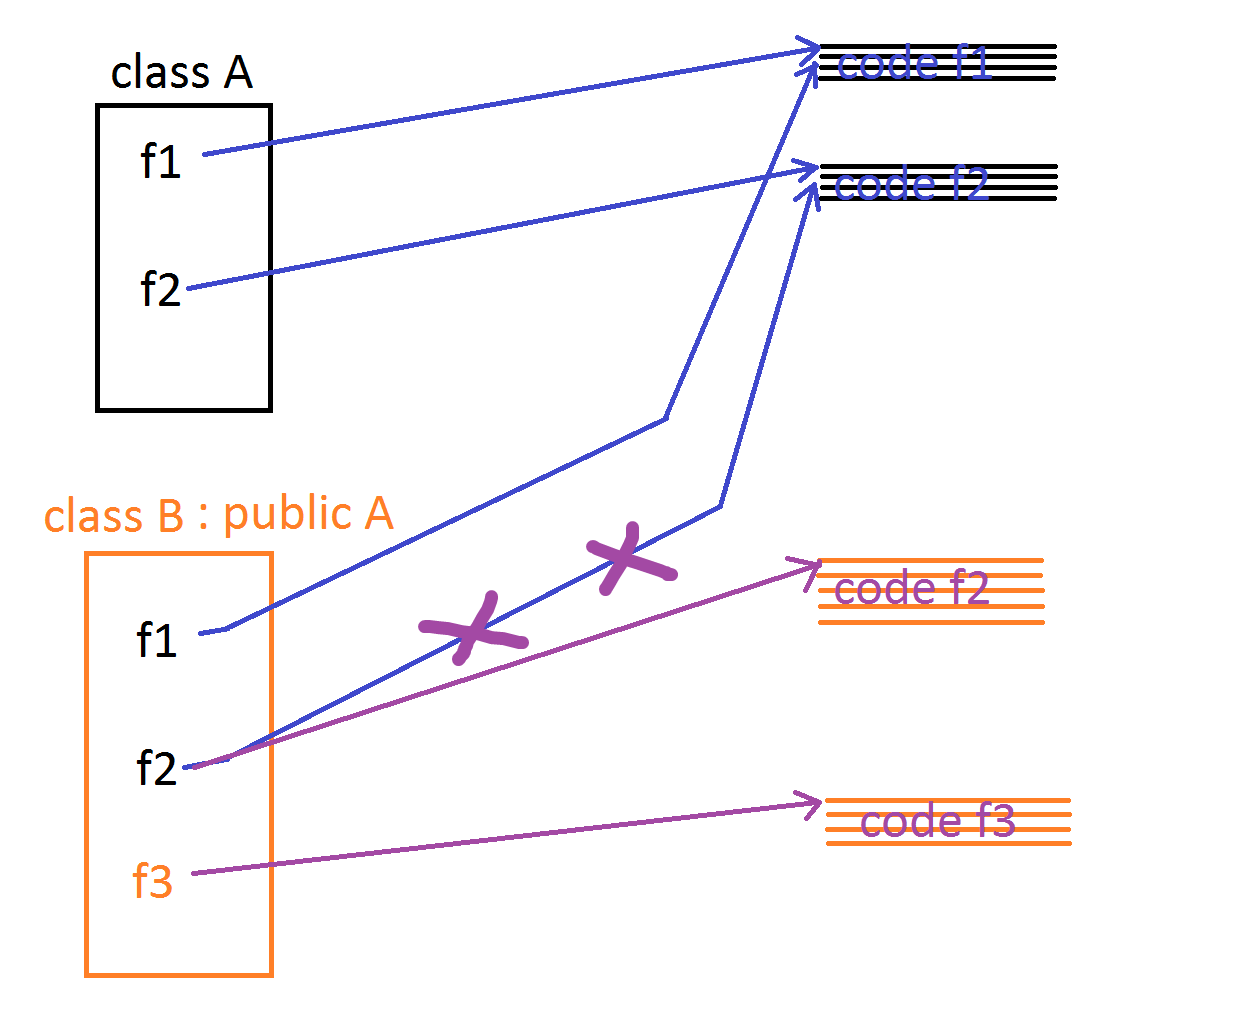 class A
f1
f2
code f1
code f2
class B : public A
f1
f2
f3
code f2
code f3